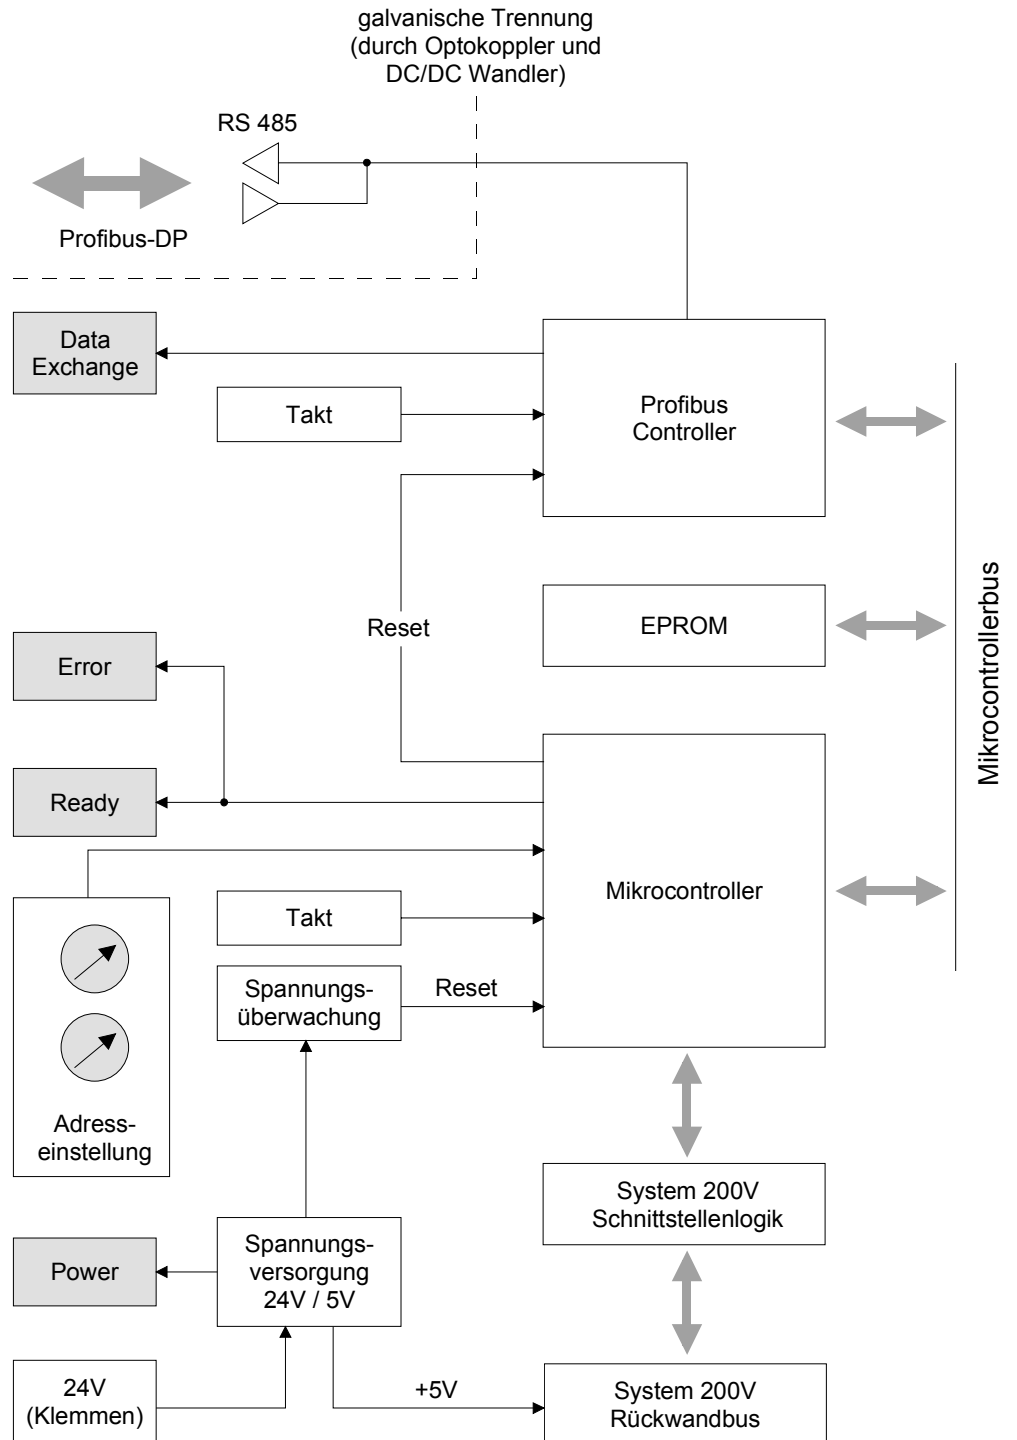 galvanische Trennung
(durch Optokoppler und
DC/DC Wandler)
RS 485
Profibus-DP
Data
Exchange
Takt
Profibus
Controller
Reset
EPROM
Mikrocontrollerbus
Error
Ready
Mikrocontroller
Takt
Spannungs-
überwachung
Reset
Adress-
einstellung
System 200V
Schnittstellenlogik
Power
Spannungs-
versorgung
24V / 5V
24V
(Klemmen)
+5V
System 200V
Rückwandbus